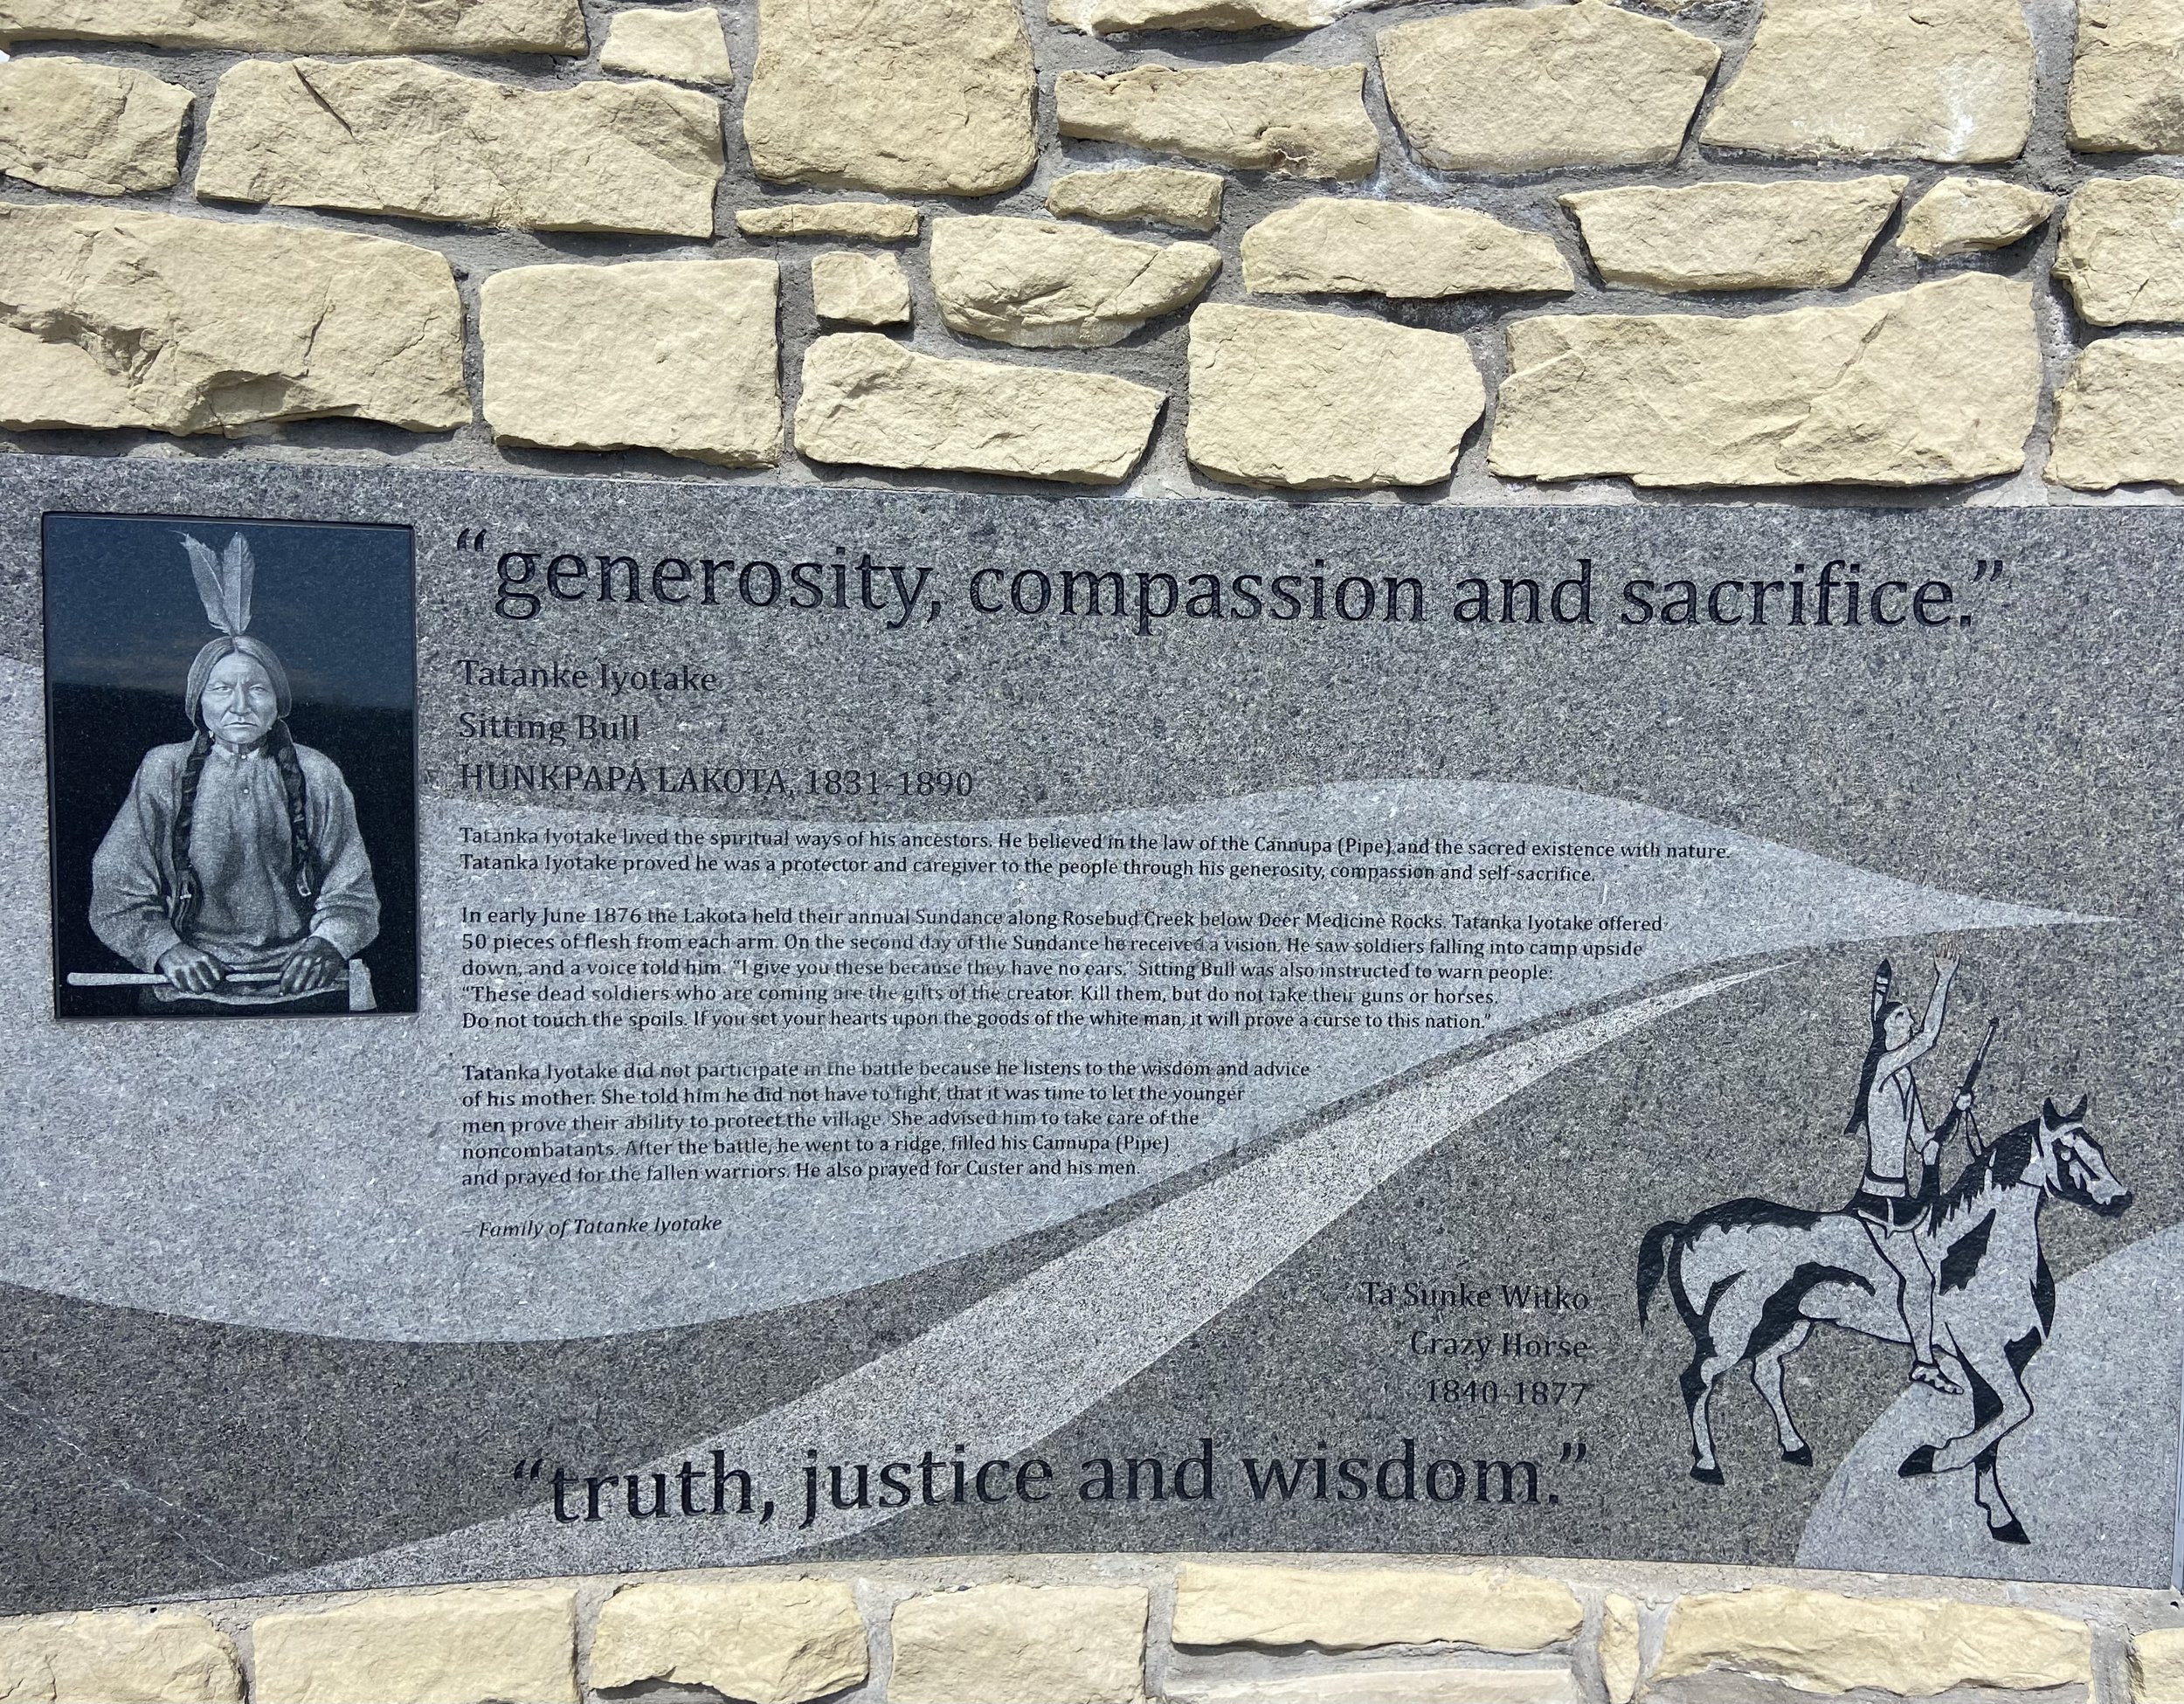 “generosity, compassion and sacrifice.”
Tatanke Iyotake
Sitting Bull
HUNKPAPA LAKOTA, 1831-1890
Tatanka Iyotake lived the spiritual ways of his ancestors. He believed in the law of the Cannupa (Pipe) and the sacred existence with nature.
Tatanka Iyotake proved he was a protector and caregiver to the people through his generosity, compassion and self-sacrifice.
In early June 1876 the Lakota held their annual Sundance along Rosebud Creek below Deer Medicine Rocks. Tatanka Iyotake offered
50 pieces of flesh from each arm. On the second day of the Sundance he received a vision. He saw soldiers falling into camp upside
down, and a voice told him. “I give you these because they have no ears.” Sitting Bull was also instructed to warn people:
“These dead soldiers who are coming are the gifts of the creator. Kill them, but do not take their guns or horses.
Do not touch the spoils. If you set your hearts upon the goods of the white man, it will prove a curse to this nation.”
Tatanka Iyotake did not participate in the battle because he listens to the wisdom and advice
of his mother. She told him he did not have to fight, that it was time to let the younger
men prove their ability to protect the village. She advised him to take care of the
noncombatants. After the battle, he went to a ridge, filled his Cannupa (Pipe)
and prayed for the fallen warriors. He also prayed for Custer and his men.
– Family of Tatanke Iyotake
Ta Sunke Witko
Crazy Horse
1840-1877
“truth, justice and wisdom.”